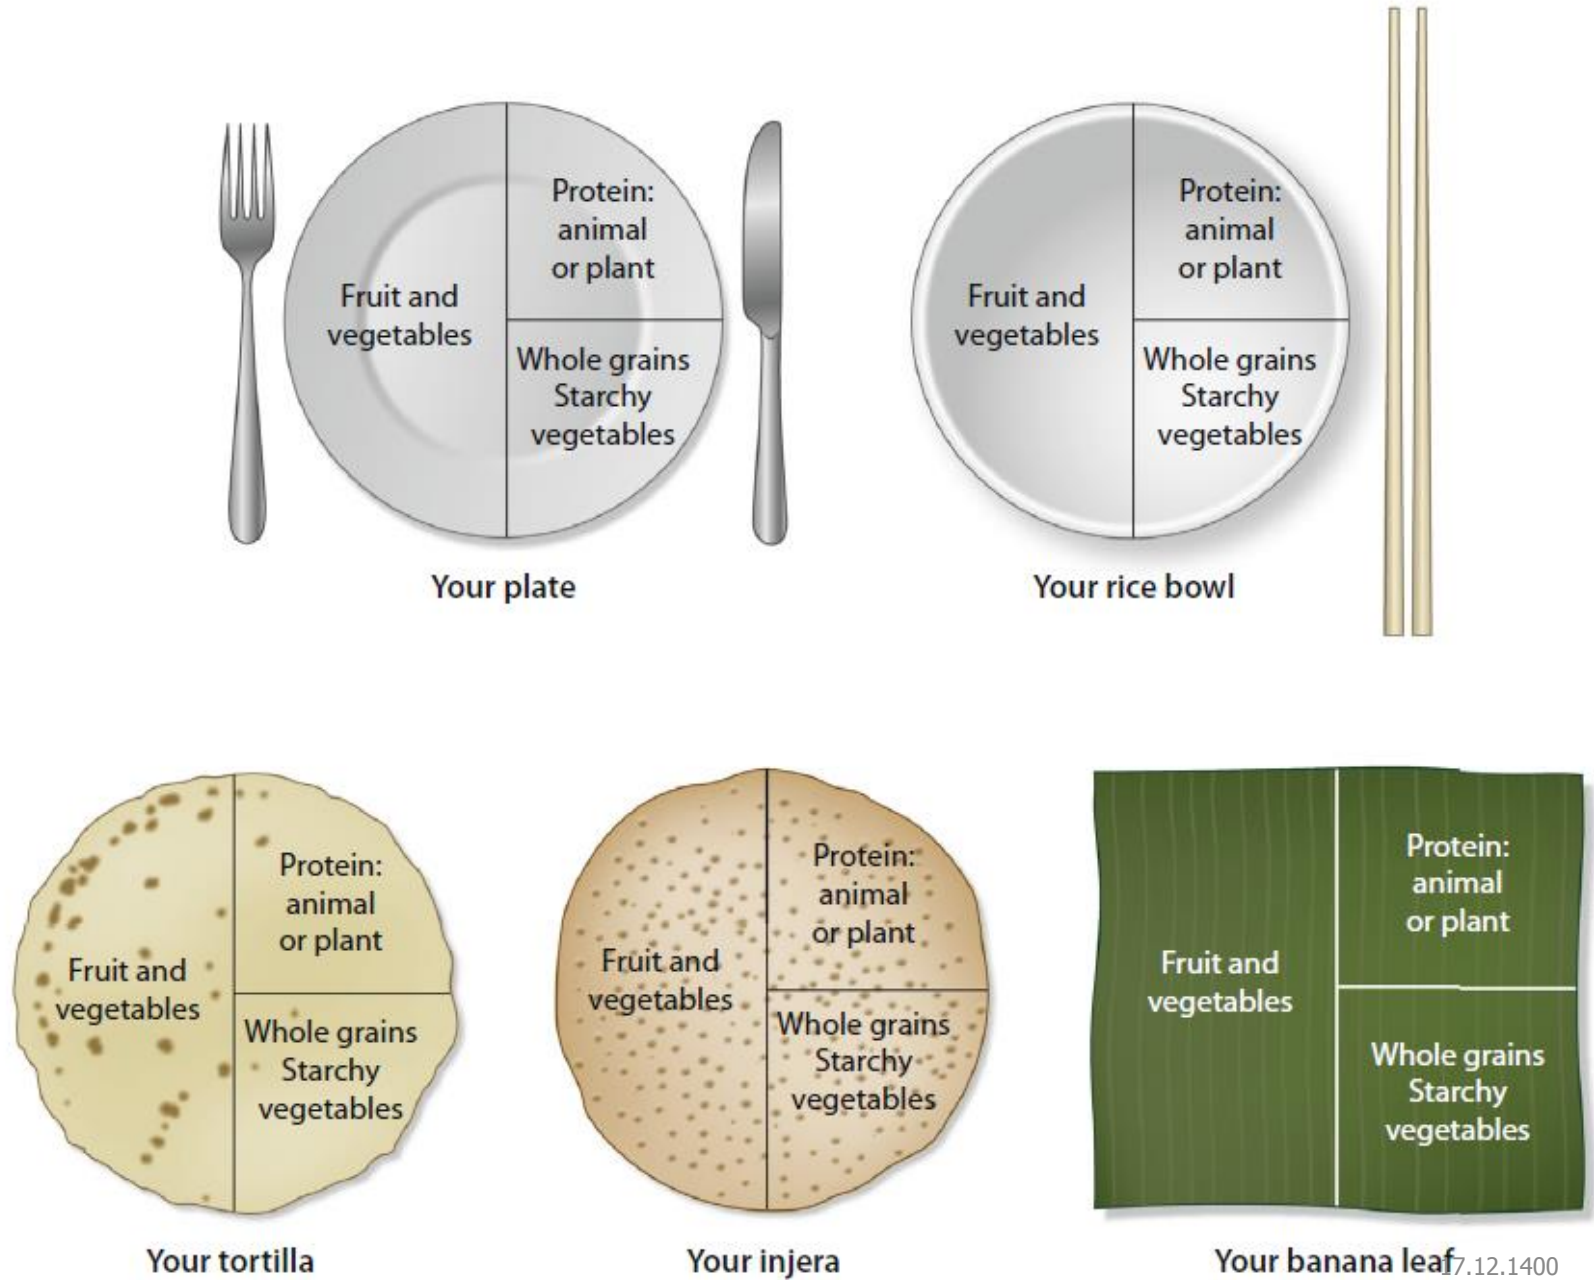 Fruit and
vegetables
Protein:
animal
or plant
Whole grains
Starchy
vegetables
Your plate
Fruit and
vegetables
Protein:
animal
or plant
Whole grains
Starchy
vegetables
Your rice bowl
Fruit and
vegetables
Protein:
animal
or plant
Whole grains
Starchy
vegetables
Your tortilla
Fruit and
vegetables
Protein:
animal
or plant
Whole grains
Starchy
vegetables
Your injera
Fruit and
vegetables
Protein:
animal
or plant
Whole grains
Starchy
vegetables
Your banana leaf
17.12.1400